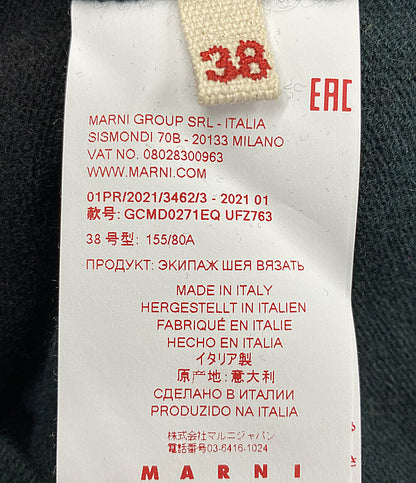 38
EAC
MARNI GROUP SRL - ITALIA
SISMONDI 70B - 20133 MILANO
VAT NO. 08028300963
WWW.MARNI.COM
01PR/2021/3462/3 - 2021 01
款号: GCMD0271EQ UFZ763
38 号型: 155/80A
ПРОДУКТ: ЭКИПАЖ ШЕЯ ВЯЗАТЬ
MADE IN ITALY
HERGESTELLT IN ITALIEN
FABRIQUÉ EN ITALIE
HECHO EN ITALIA
イタリア製
原产地: 意大利
СДЕЛАНО В ИТАЛИИ
PRODUZIDO NA ITALIA
株式会社マルニジャパン
電話番号03-6416-1024
MARNI